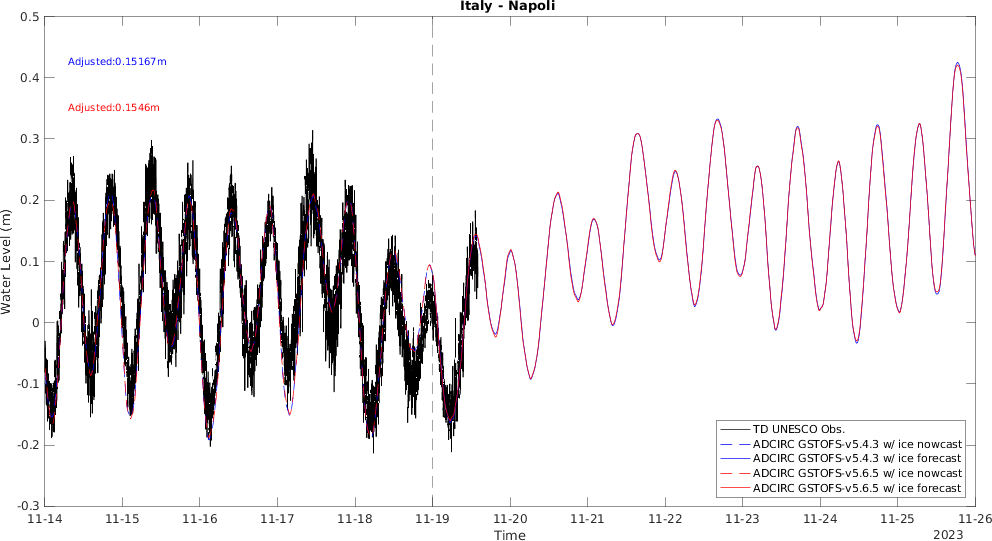 Italy - Napoli
0.5
0.4
0.3
0.2
0.1
0
-0.1
-0.2
-0.3
Water Level (m)
Adjusted:0.15167m
Adjusted:0.1546m
TD UNESCO Obs.
ADCIRC GSTOFS-v5.4.3 w/ ice nowcast
ADCIRC GSTOFS-v5.4.3 w/ ice forecast
ADCIRC GSTOFS-v5.6.5 w/ ice nowcast
ADCIRC GSTOFS-v5.6.5 w/ ice forecast
11-14 11-15 11-16 11-17 11-18 11-19 11-20 11-21 11-22 11-23 11-24 11-25 11-26
Time
2023